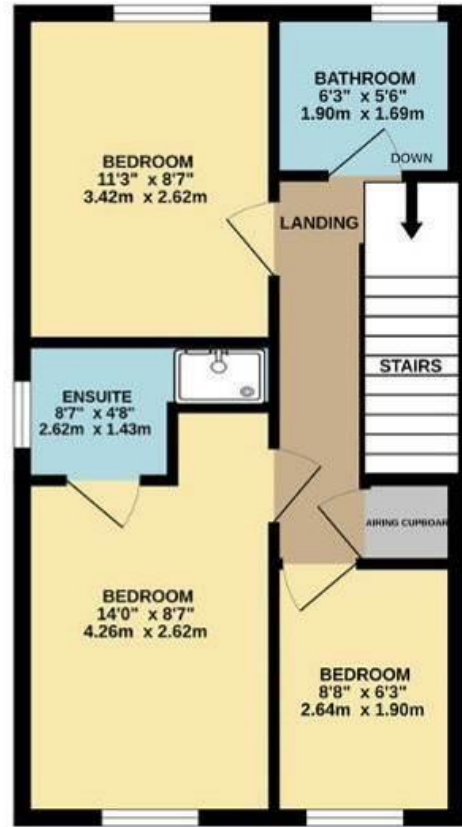 BATHROOM
6'3" x 5'6"
1.90m x 1.69m
DOWN
BEDROOM
11'3" x 8'7"
3.42m x 2.62m
LANDING
STAIRS
ENSUITE
8'7" x 4'8"
2.62m x 1.43m
AIRING CUPBOAR
BEDROOM
14'0" x 8'7"
4.26m x 2.62m
BEDROOM
8'8" x 6'3"
2.64m x 1.90m